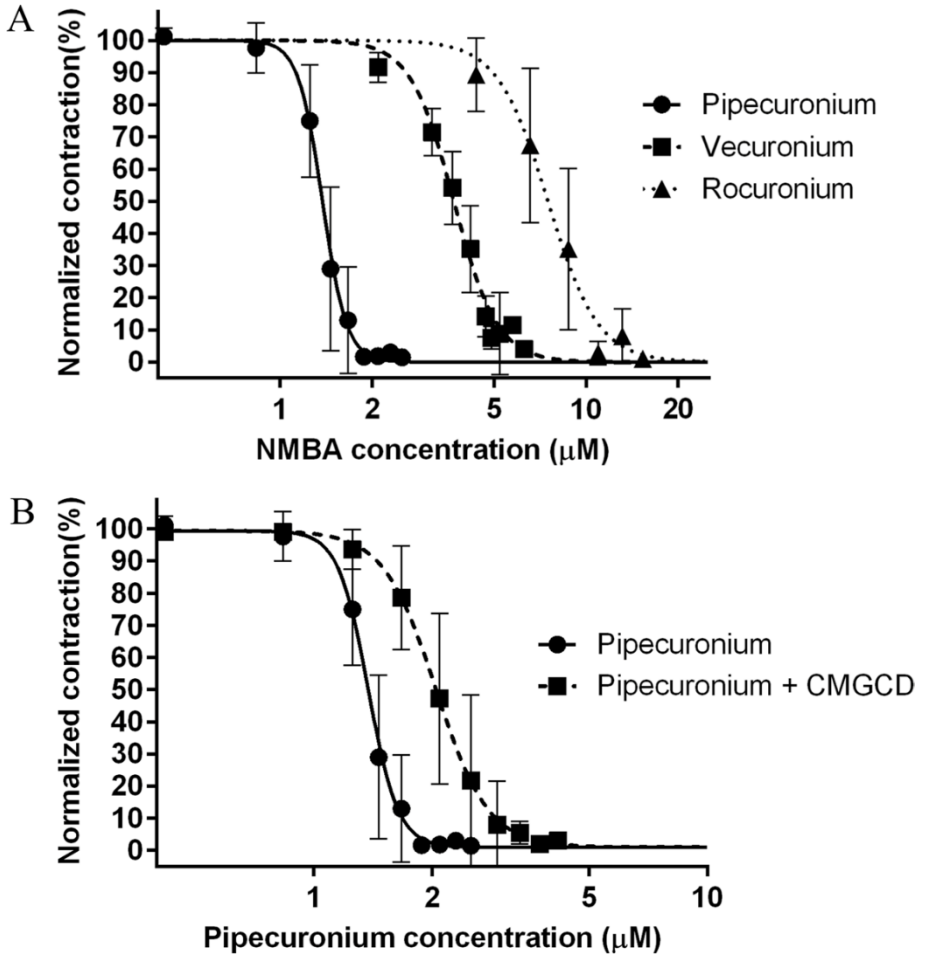 A
Normalized contraction(%)
100
90
80
70
60
50
40
30
20
10
0
1 2 5 10 20
NMBA concentration (μM)
Pipecuronium
Vecuronium
Rocuronium
B
Normalized contraction(%)
100
90
80
70
60
50
40
30
20
10
0
1 2 5 10
Pipecuronium concentration (μM)
Pipecuronium
Pipecuronium + CMGCD